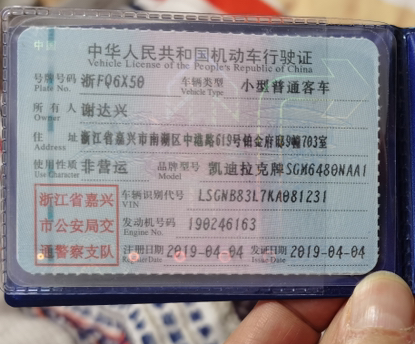 中国
中华人民共和国机动车行驶证
Vehicle License of the People's Republic of China
号牌号码 浙FQ6X50 车辆类型 小型普通客车
Plate No. Vehicle Type
所有人 谢达兴
Owner
住址 浙江省嘉兴市南湖区中港路619号铂金府邸9幢703室
Address
使用性质 非营运 品牌型号 凯迪拉克牌SGM6480NAA1
Use Character Model
浙江省嘉兴 车辆识别代号 LSGNB83L7KA081231
VIN
市公安局交 发动机号码 190246163
Engine No.
通警察支队 注册日期 2019-04-04 发证日期 2019-04-04
Register Date Issue Date